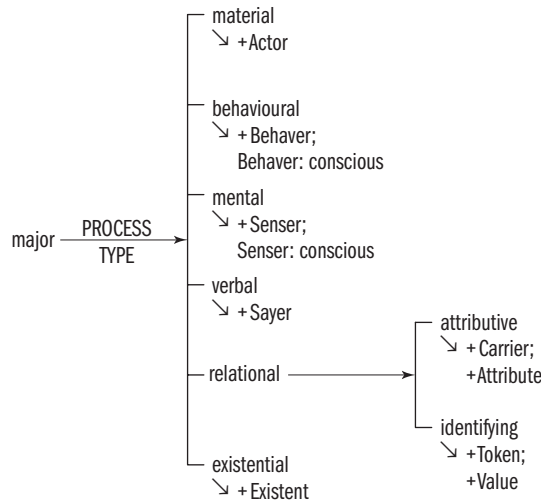 material
↘ +Actor
behavioural
↘ +Behaver;
Behaver: conscious
mental
↘ +Senser;
Senser: conscious
major PROCESS
TYPE
verbal
↘ +Sayer
relational
attributive
↘ +Carrier;
+Attribute
identifying
↘ +Token;
+Value
existential
↘ +Existent